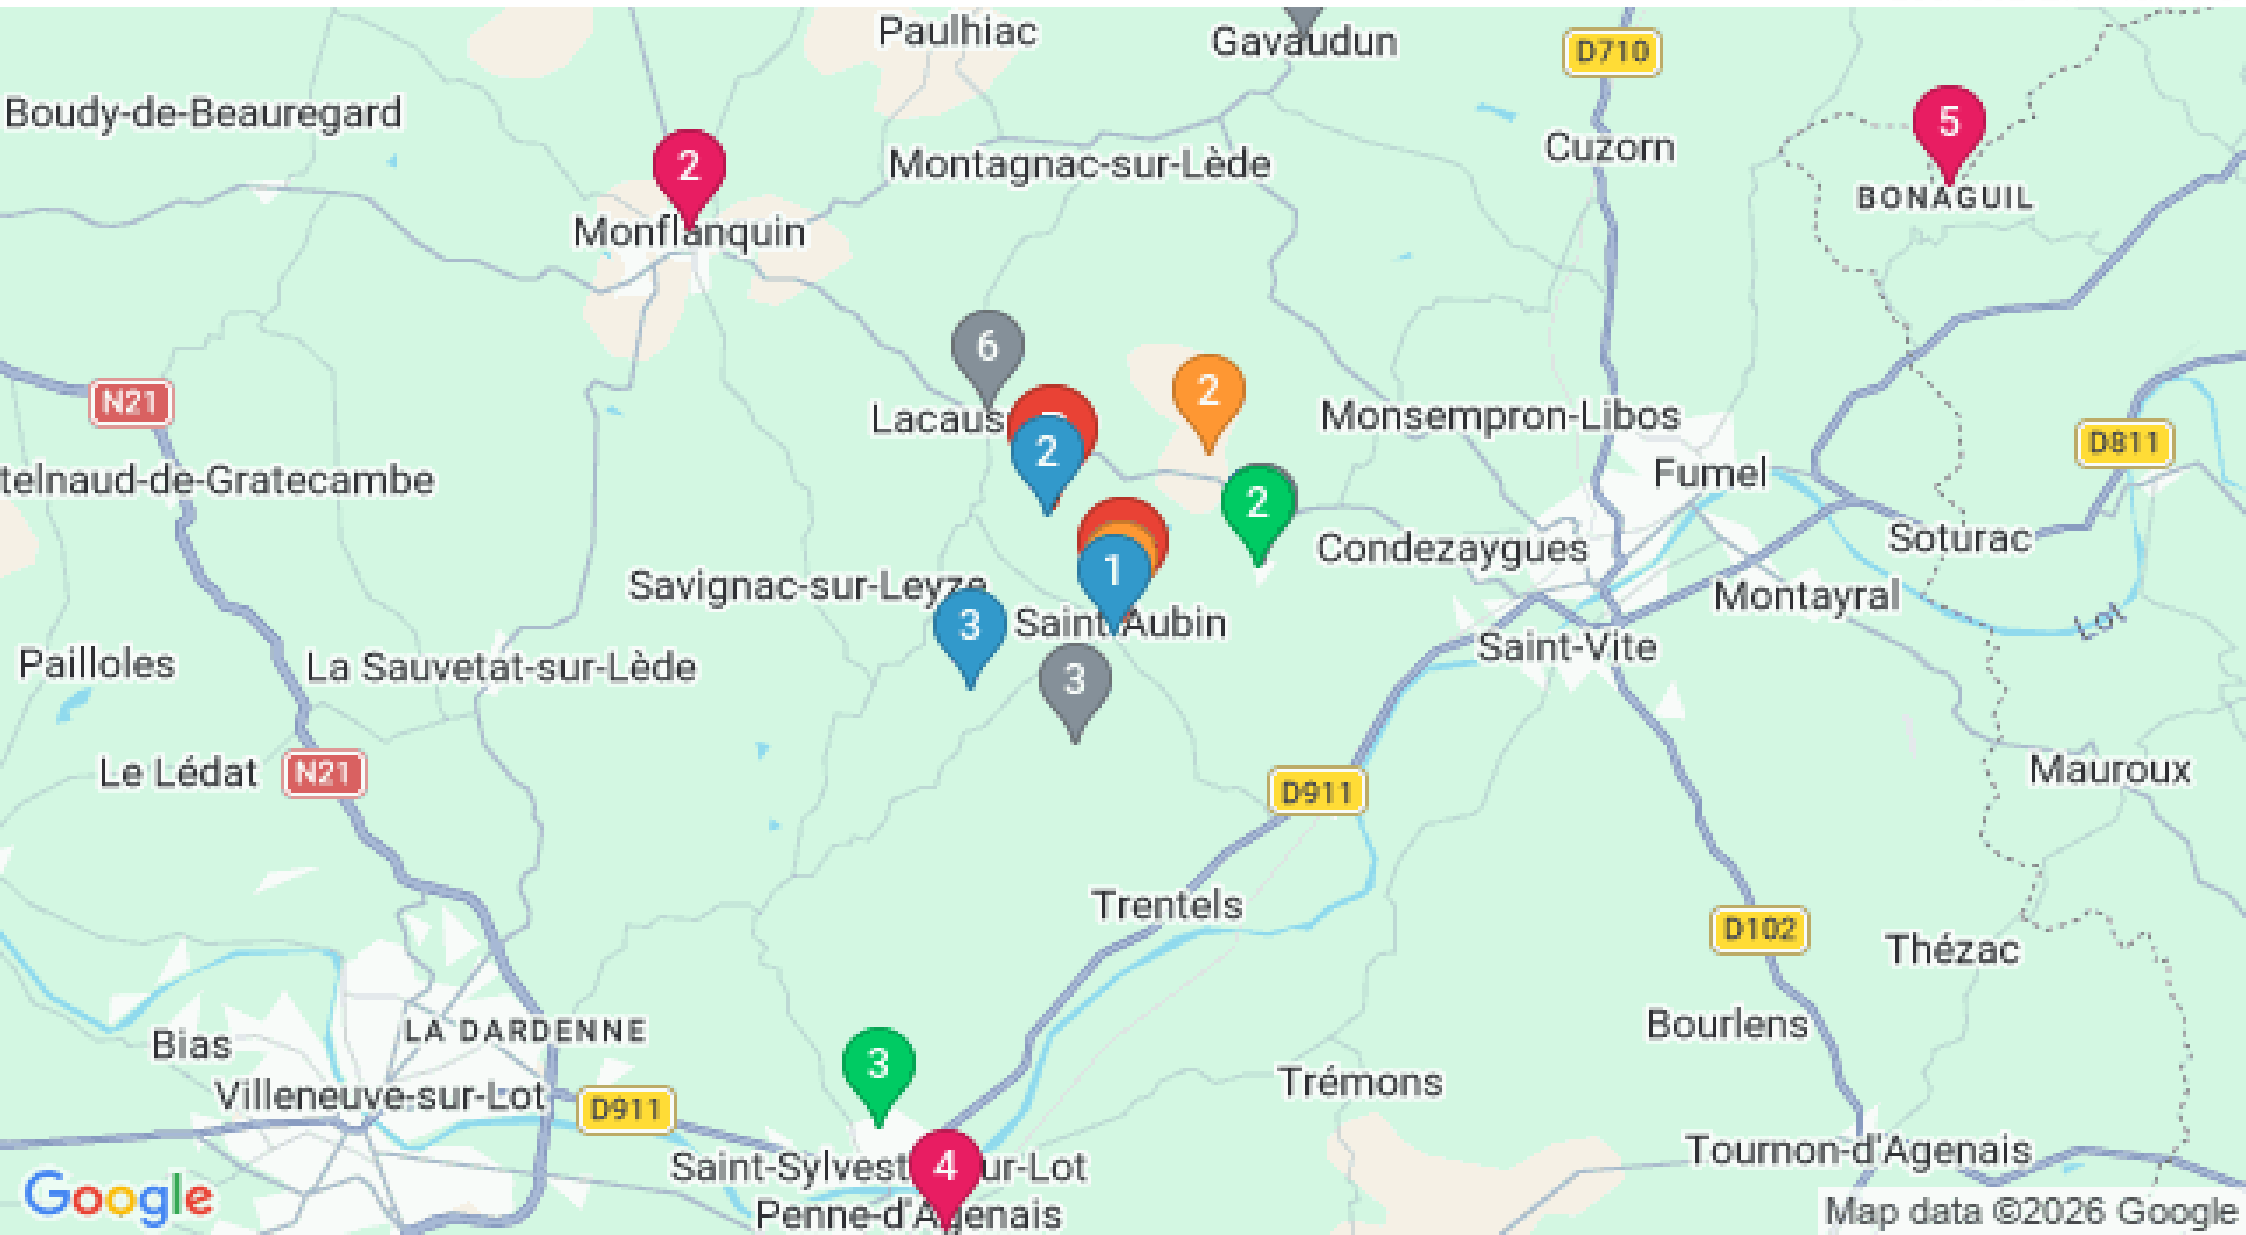 Paulhiac
Gavaudun
D710
Boudy-de-Beauregard
5
Cuzorn
2
Montagnac-sur-Lède
BONAGUIL
Monflanquin
6
2
N21
Lacaus
Monsempron-Libos
D811
2
telnaud-de-Gratecambe
Fumel
2
Condezaygues
Soturac
1
Savignac-sur-Leyze
Montayral
3
Saint-Aubin
Lot
Saint-Vite
Pailloles
La Sauvetat-sur-Lède
3
Le Lédat
N21
D911
Mauroux
Trentels
D102
Thézac
LA DARDENNE
Bias
Bourlens
3
Villeneuve-sur-Lot
D911
Trémons
Saint-Sylvest
4
ur-Lot
Tournon-d'Agenais
Penne-d'Agenais
Google
Map data ©2026 Google